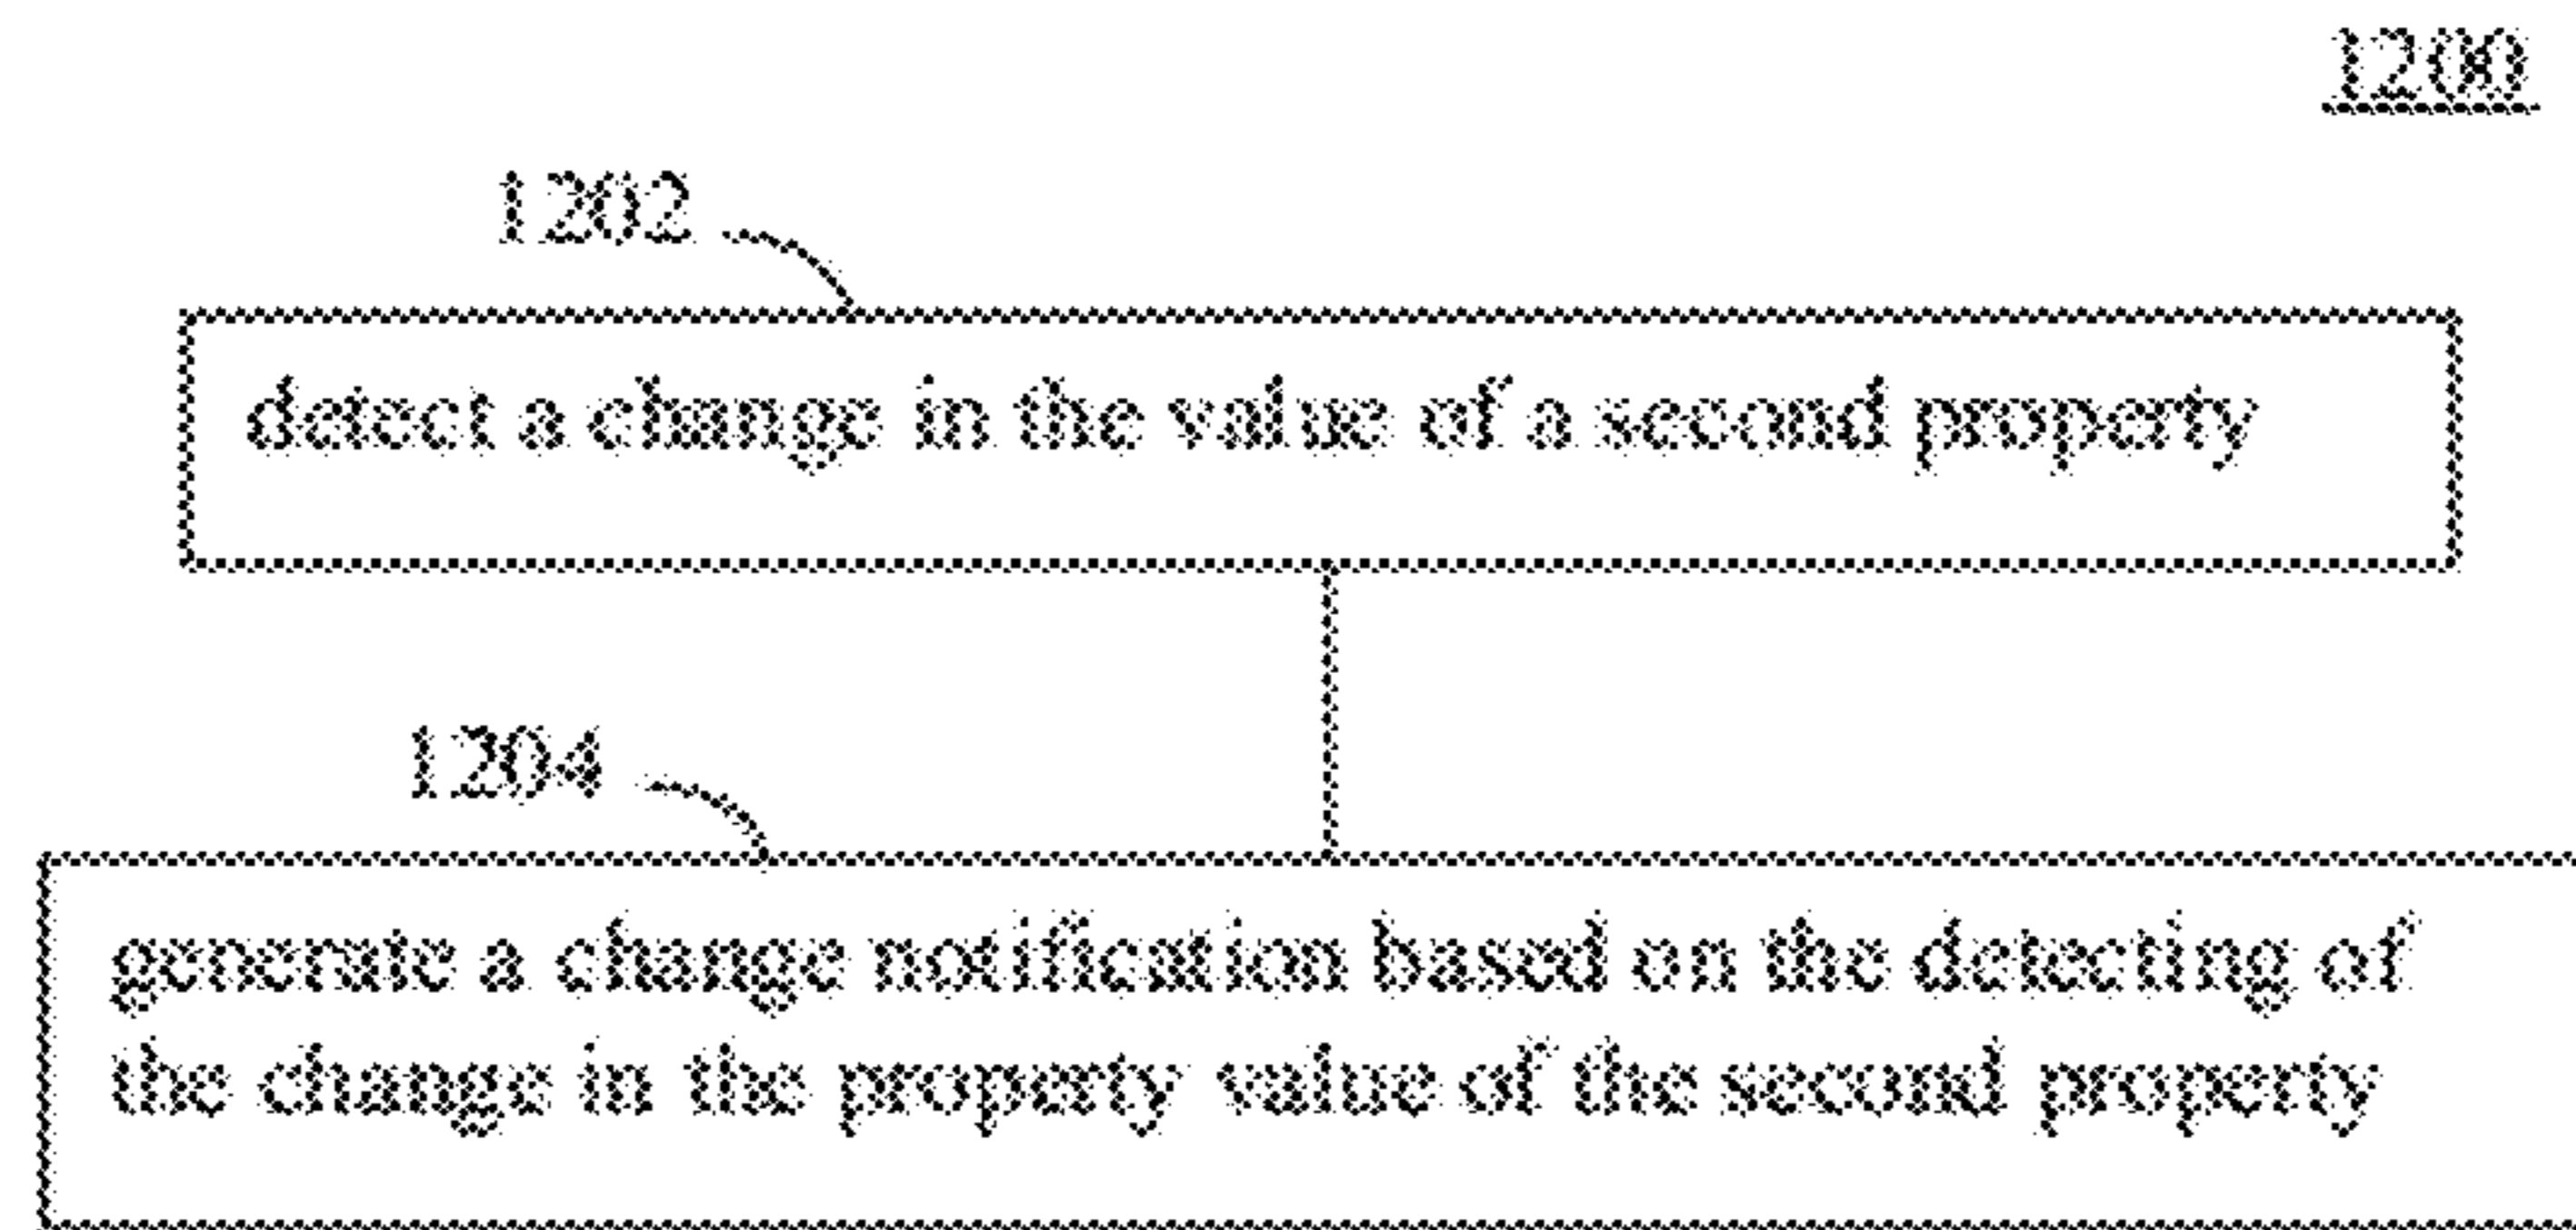 1200
1202
detect a change in the value of a second property
1204
generate a change notification based on the detecting of
the change in the property value of the second property